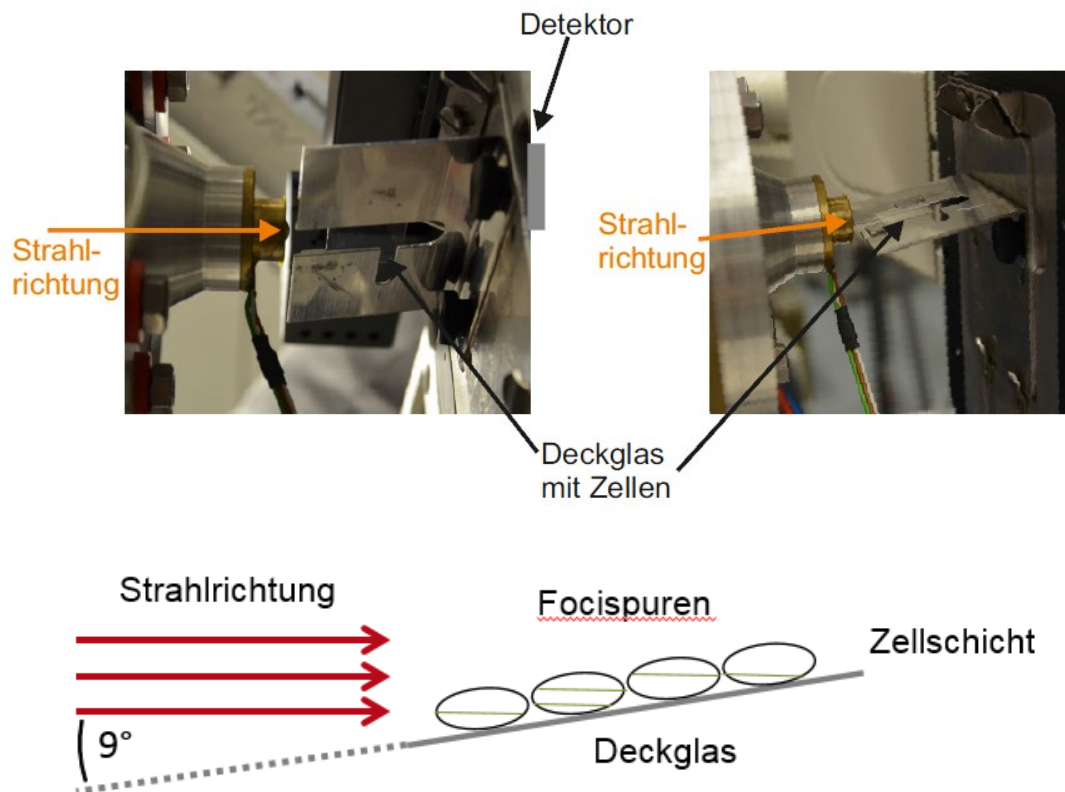 Detektor
Strahl-
richtung
Strahl-
richtung
Deckglas
mit Zellen
Strahlrichtung
Focispuren
Zellschicht
9°
Deckglas